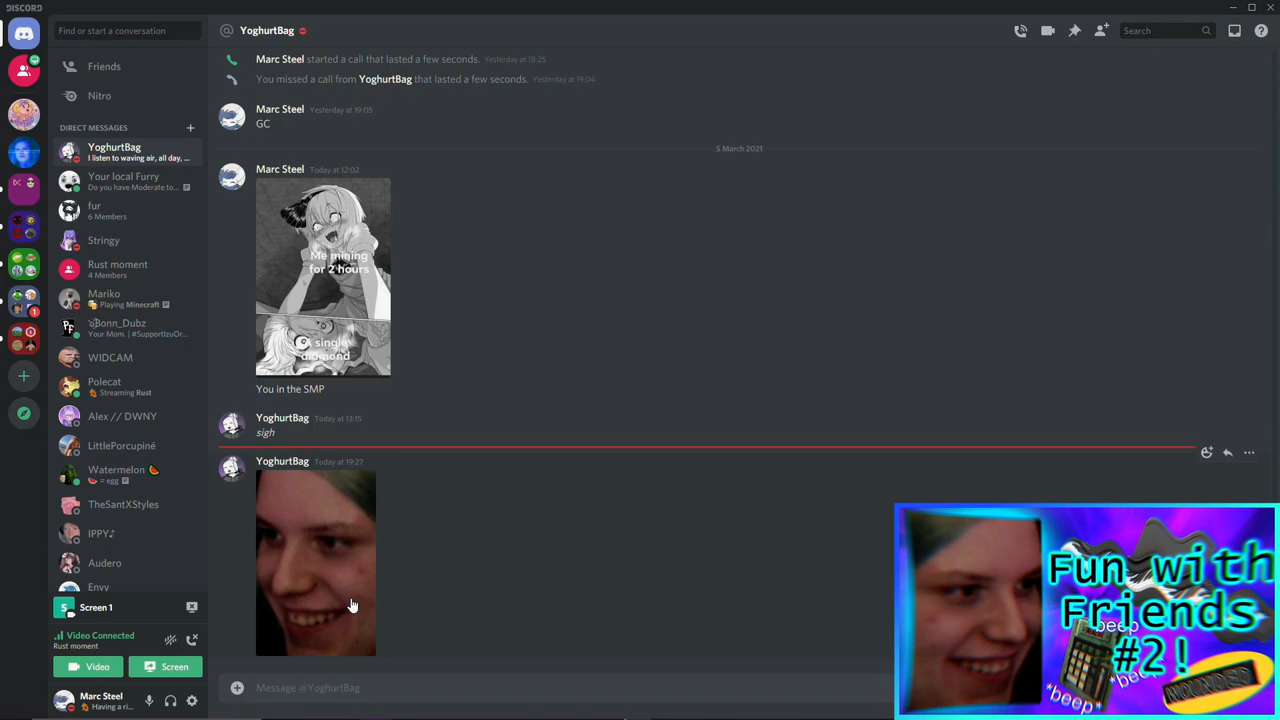 DISCORD
Find or start a conversation
Friends
Nitro
DIRECT MESSAGES
YoghurtBag
I listen to waving air, all day, ...
Your local Furry
Do you have Moderate to...
fur
6 Members
Stringy
Rust moment
4 Members
Mariko
Playing Minecraft
Bonn_Dubz
Your Mom. | #SupportIzuOr...
WIDCAM
Polecat
Streaming Rust
Alex // DWNY
LittlePorcupiné
Watermelon 🍉
🍉 = egg
TheSantXStyles
IPPY♪
Audero
Envy
S
Screen 1
Video Connected
Rust moment
Video
Screen
Marc Steel
Having a ri...
1
@ YoghurtBag
Search
Marc Steel started a call that lasted a few seconds. Yesterday at 18:25
You missed a call from YoghurtBag that lasted a few seconds. Yesterday at 19:04
Marc Steel Yesterday at 19:05
GC
5 March 2021
Marc Steel Today at 12:02
Me mining
for 2 hours
single
diamond
You in the SMP
YoghurtBag Today at 13:15
sigh
YoghurtBag Today at 19:27
Message @YoghurtBag
Fun with
Friends
#2!
beep
*beep*
*beep*
WOUNDED